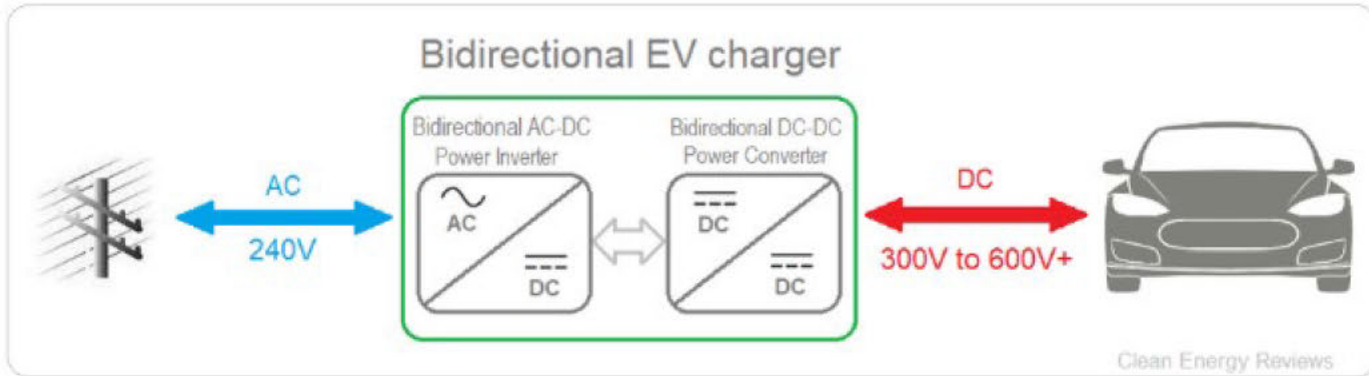 Bidirectional EV charger
Bidirectional AC-DC
Power Inverter
Bidirectional DC-DC
Power Converter
AC
240V
AC
DC
DC
DC
DC
300V to 600V+
Clean Energy Reviews